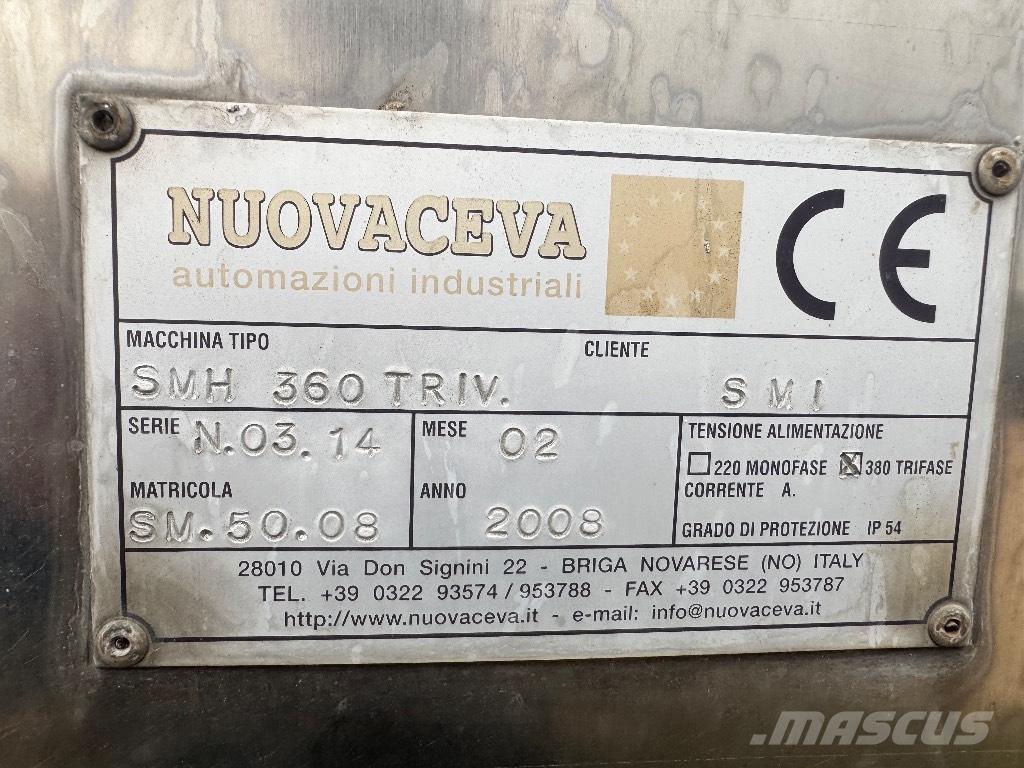 NUOVACEVA
automazioni industriali
CE
MACCHINA TIPO CLIENTE
SMH 360 TRIV. SMI
SERIE N.03.14 MESE 02 TENSIONE ALIMENTAZIONE
220 MONOFASE 380 TRIFASE
MATRICOLA ANNO CORRENTE A.
SM.50.08 2008 GRADO DI PROTEZIONE IP 54
28010 Via Don Signini 22 - BRIGA NOVARESE (NO) ITALY
TEL. +39 0322 93574 / 953788 - FAX +39 0322 953787
http://www.nuovaceva.it - e-mail: info@nuovaceva.it
MASCUS